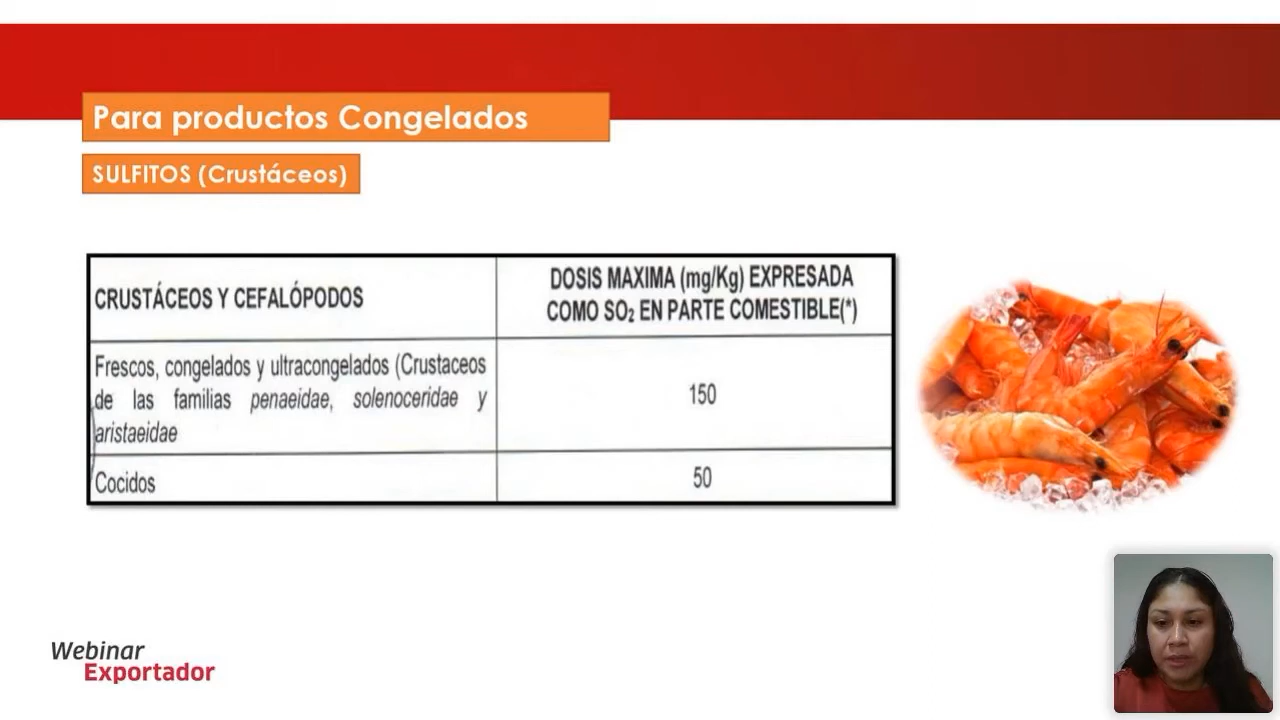 Para productos Congelados
SULFITOS (Crustáceos)
CRUSTÁCEOS Y CEFALÓPODOS
DOSIS MAXIMA (mg/Kg) EXPRESADA
COMO SO₂ EN PARTE COMESTIBLE(*)
Frescos, congelados y ultracongelados (Crustaceos
de las familias penaeidae, solenoceridae y
aristaeidae
150
Cocidos
50
Webinar
Exportador